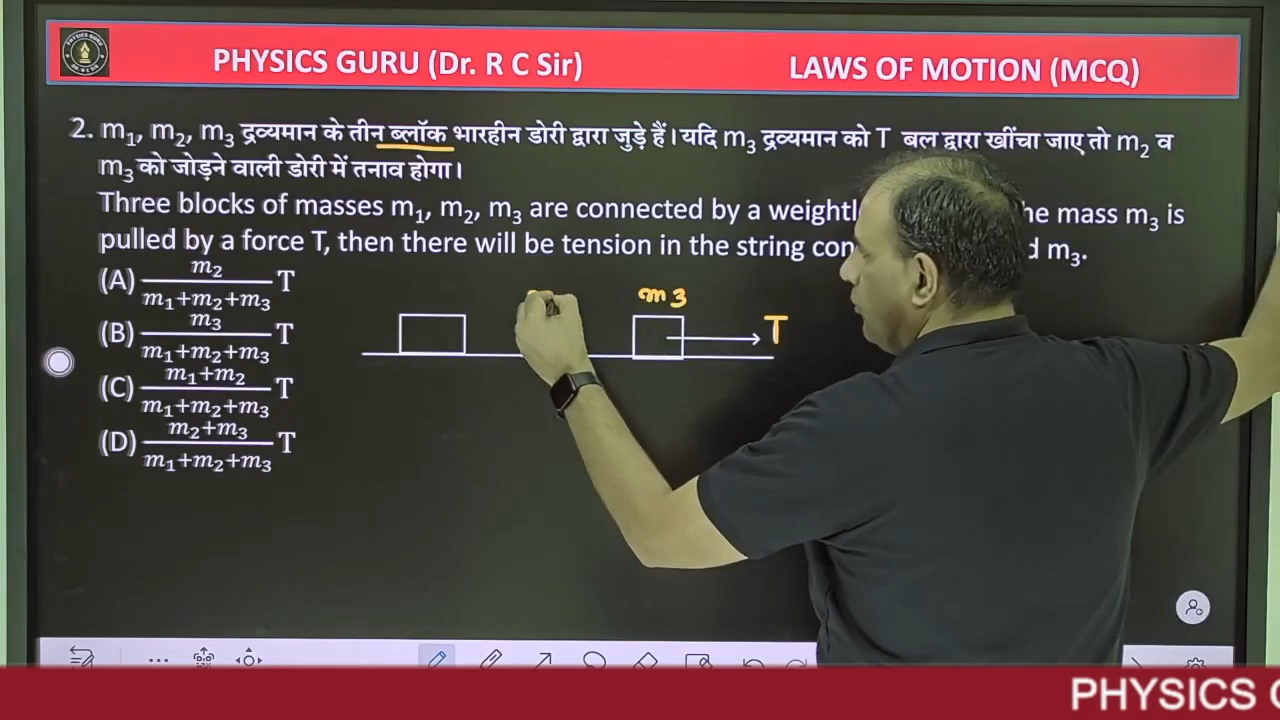 PHYSICS GURU (Dr. R C Sir)
LAWS OF MOTION (MCQ)
2. m₁, m₂, m₃ द्रव्यमान के तीन ब्लॉक भारहीन डोरी द्वारा जुड़े हैं। यदि m₃ द्रव्यमान को T बल द्वारा खींचा जाए तो m₂ व
m₃ को जोड़ने वाली डोरी में तनाव होगा।
Three blocks of masses m₁, m₂, m₃ are connected by a mass m₃ is
pulled by a force T, then there will be tension in the string m₃.
(A) m₂/(m₁+m₂+m₃) T
(B) m₃/(m₁+m₂+m₃) T
(C) (m₁+m₂)/(m₁+m₂+m₃) T
(D) (m₂+m₃)/(m₁+m₂+m₃) T
m3
T
PHYSICS